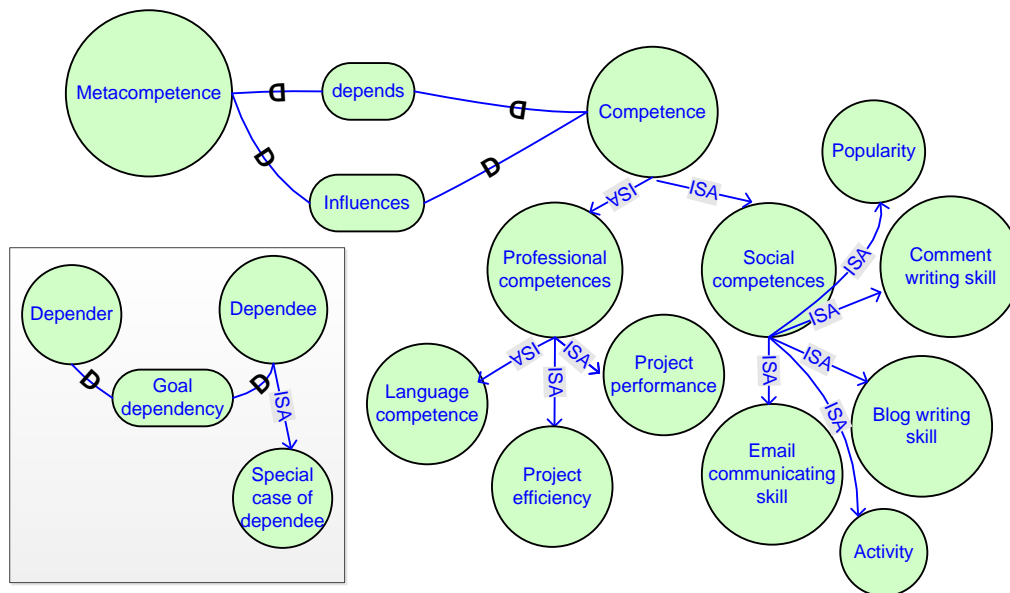 Metacompetence
D
depends
D
Competence
D
Influences
D
Popularity
ISA
ISA
Professional
competences
Social
competences
ISA
Comment
writing skill
ISA
ISA
ISA
ISA
ISA
ISA
ISA
ISA
Language
competence
Project
efficiency
Project
performance
Email
communicating
skill
Blog writing
skill
Activity
Depender
Dependee
D
Goal
dependency
D
ISA
Special
case of
dependee